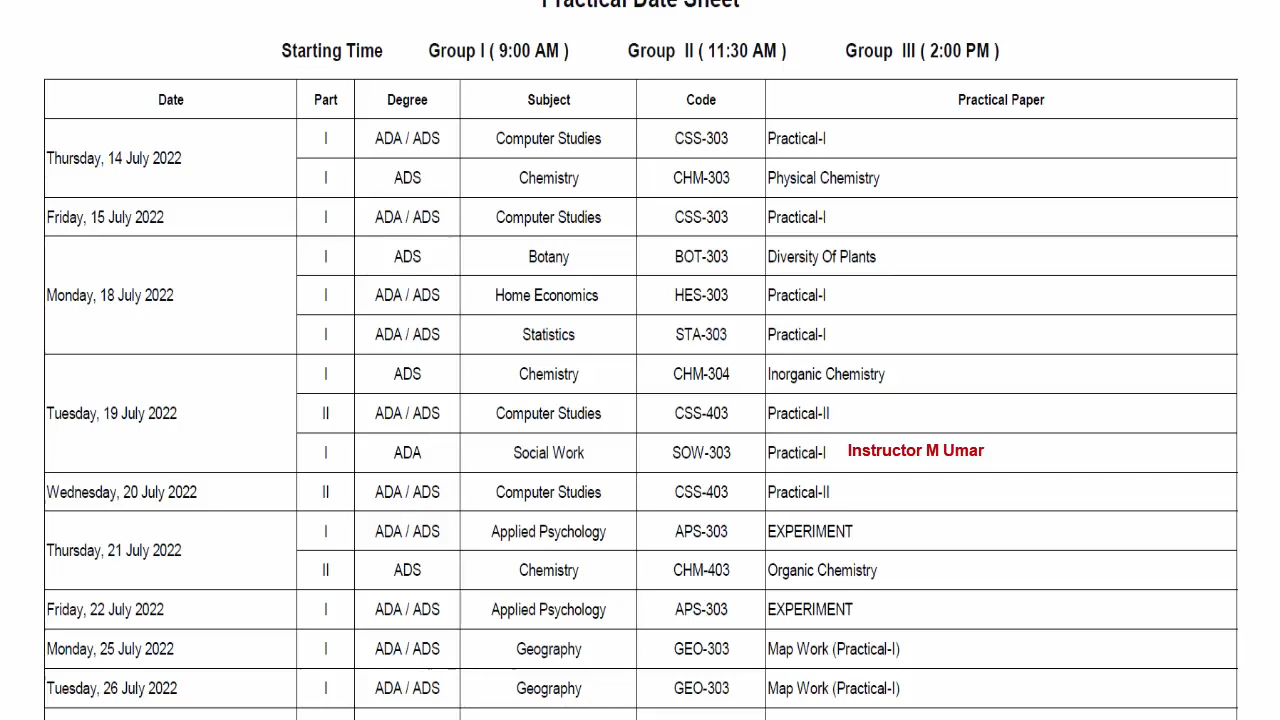 Practical Date Sheet
Starting Time Group I ( 9:00 AM ) Group II ( 11:30 AM ) Group III ( 2:00 PM )
Date Part Degree Subject Code Practical Paper
Thursday, 14 July 2022 I ADA / ADS Computer Studies CSS-303 Practical-I
I ADS Chemistry CHM-303 Physical Chemistry
Friday, 15 July 2022 I ADA / ADS Computer Studies CSS-303 Practical-I
Monday, 18 July 2022 I ADS Botany BOT-303 Diversity Of Plants
I ADA / ADS Home Economics HES-303 Practical-I
I ADA / ADS Statistics STA-303 Practical-I
Tuesday, 19 July 2022 I ADS Chemistry CHM-304 Inorganic Chemistry
II ADA / ADS Computer Studies CSS-403 Practical-II
I ADA Social Work SOW-303 Practical-I Instructor M Umar
Wednesday, 20 July 2022 II ADA / ADS Computer Studies CSS-403 Practical-II
Thursday, 21 July 2022 I ADA / ADS Applied Psychology APS-303 EXPERIMENT
II ADS Chemistry CHM-403 Organic Chemistry
Friday, 22 July 2022 I ADA / ADS Applied Psychology APS-303 EXPERIMENT
Monday, 25 July 2022 I ADA / ADS Geography GEO-303 Map Work (Practical-I)
Tuesday, 26 July 2022 I ADA / ADS Geography GEO-303 Map Work (Practical-I)